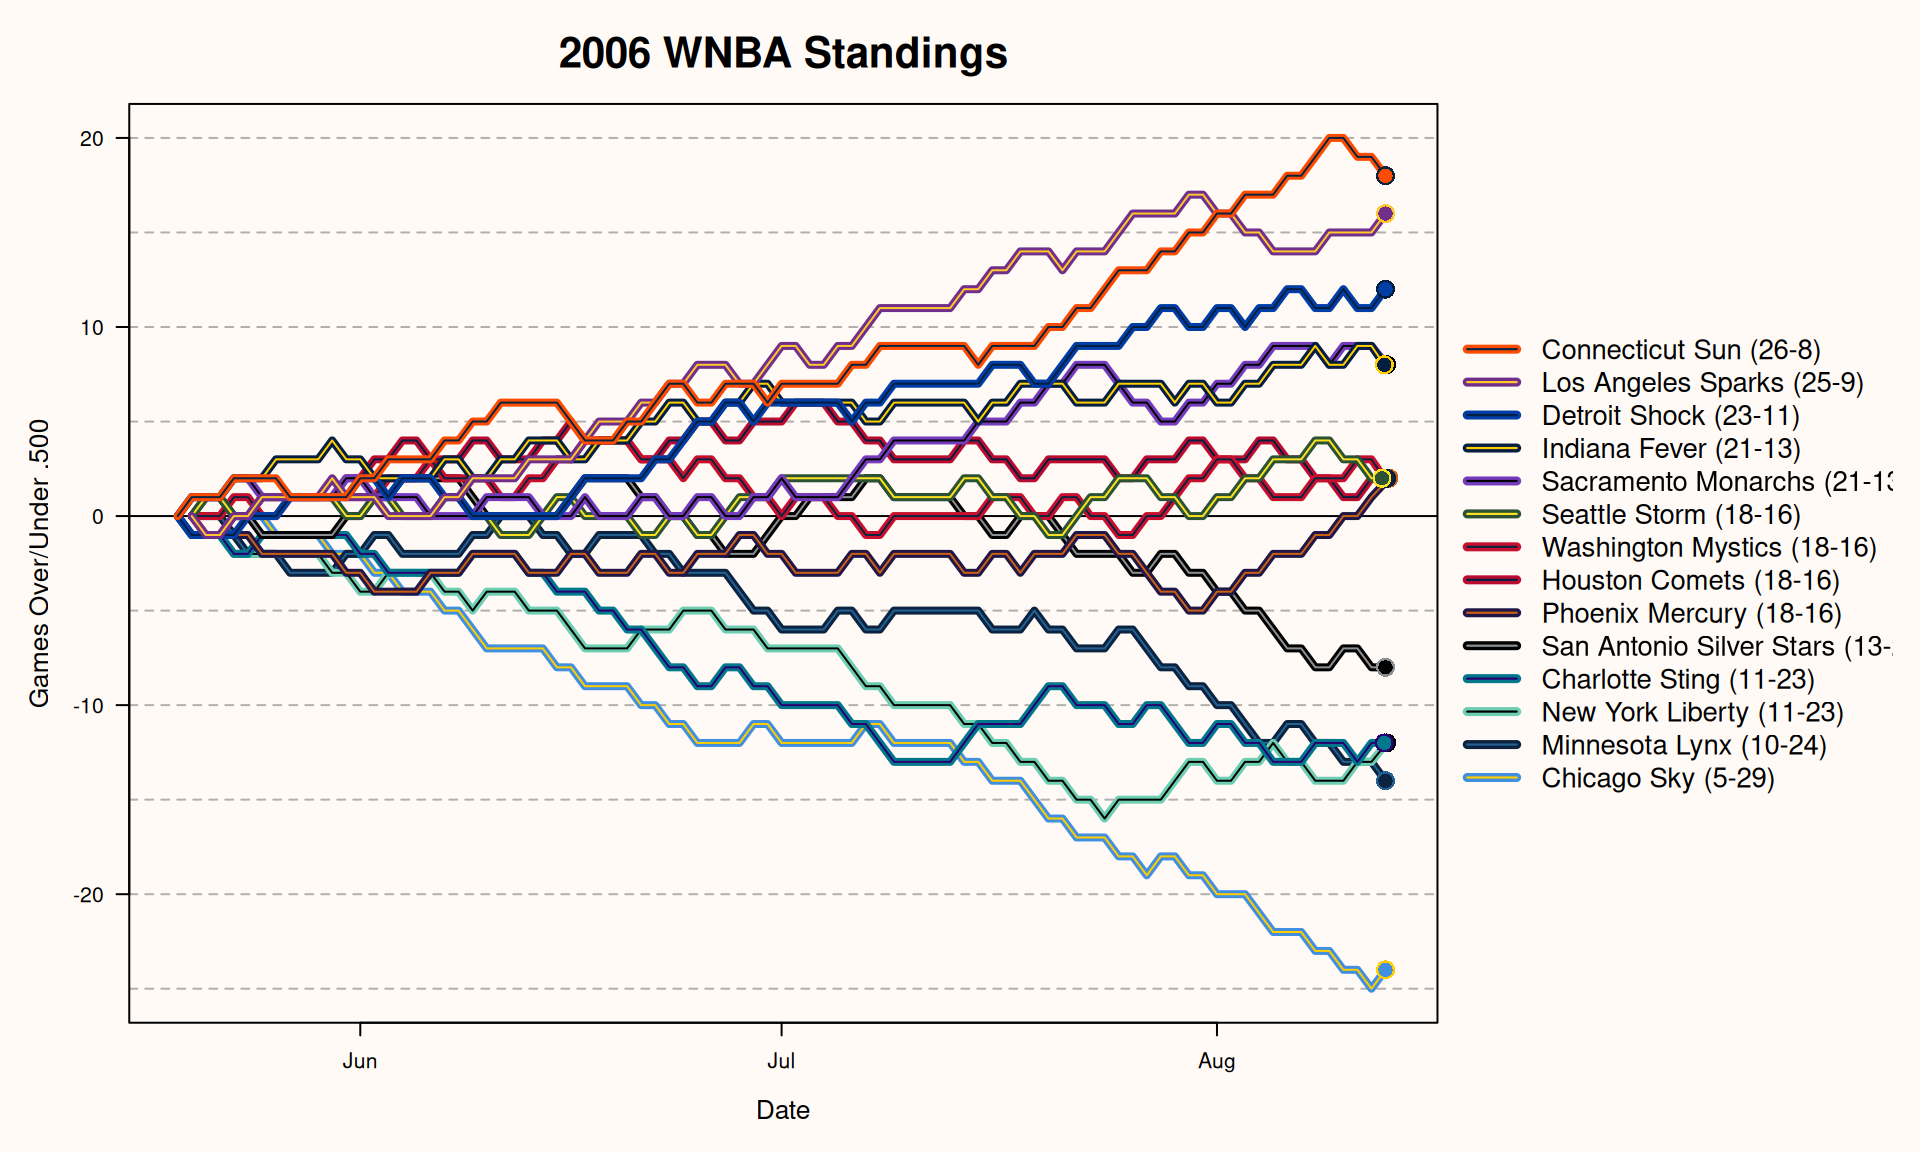 2006 WNBA Standings
20
10
0
-10
-20
Games Over/Under .500
Jun
Jul
Aug
Date
Connecticut Sun (26-8)
Los Angeles Sparks (25-9)
Detroit Shock (23-11)
Indiana Fever (21-13)
Sacramento Monarchs (21-13
Seattle Storm (18-16)
Washington Mystics (18-16)
Houston Comets (18-16)
Phoenix Mercury (18-16)
San Antonio Silver Stars (13-
Charlotte Sting (11-23)
New York Liberty (11-23)
Minnesota Lynx (10-24)
Chicago Sky (5-29)